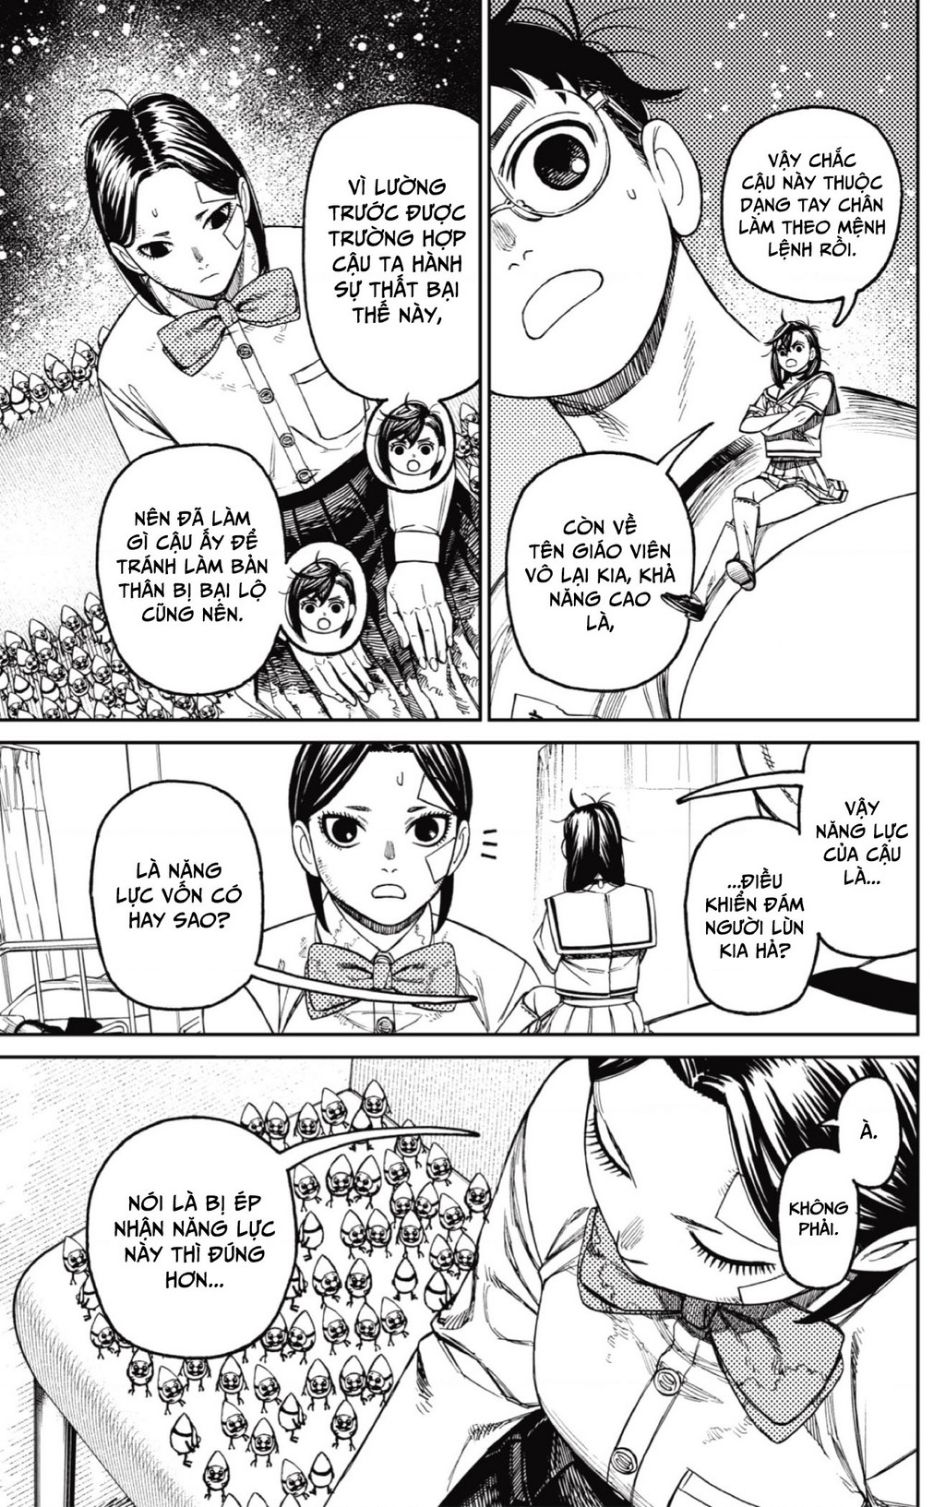 VẬY CHẮC
CẬU NÀY THUỘC
DẠNG TAY CHÂN
LÀM THEO MỆNH
LỆNH RỒI.
CÒN VỀ
TÊN GIÁO VIÊN
VÔ LẠI KIA, KHẢ
NĂNG CAO
LÀ,
VÌ LƯỜNG
TRƯỚC ĐƯỢC
TRƯỜNG HỢP
CẬU TA HÀNH
SỰ THẤT BẠI
THẾ NÀY,
NÊN ĐÃ LÀM
GÌ CẬU ẤY ĐỂ
TRÁNH LÀM BẢN
THÂN BỊ BẠI LỘ
CŨNG NÊN.
VẬY
NĂNG LỰC
CỦA CẬU
LÀ...
...ĐIỀU
KHIỂN ĐÁM
NGƯỜI LÙN
KIA HẢ?
LÀ NĂNG
LỰC VỐN CÓ
HAY SAO?
À.
KHÔNG
PHẢI.
NÓI LÀ BỊ ÉP
NHẬN NĂNG LỰC
NÀY THÌ ĐÚNG
HƠN...